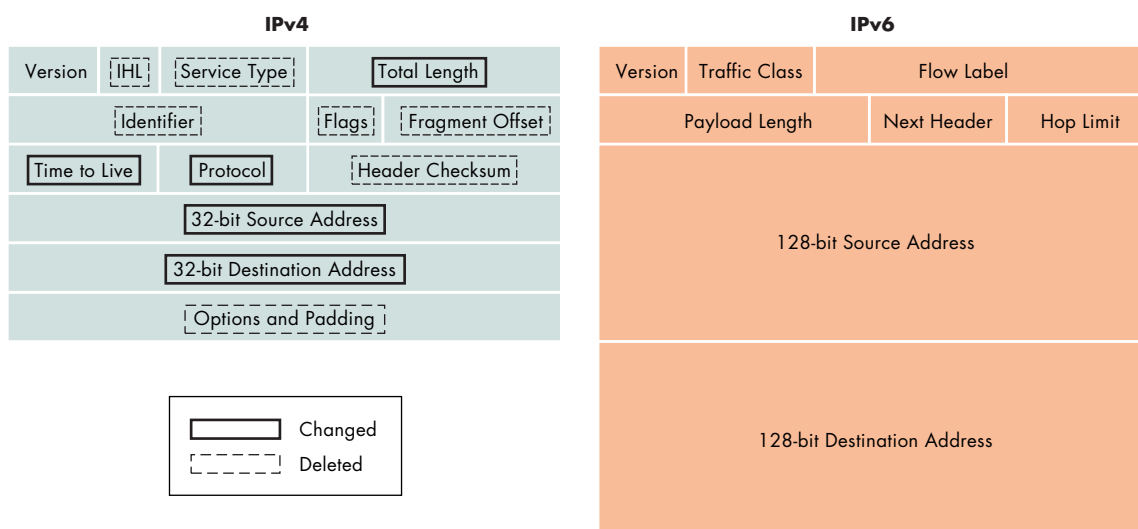 IPv4
Version IHL Service Type Total Length
Identifier Flags Fragment Offset
Time to Live Protocol Header Checksum
32-bit Source Address
32-bit Destination Address
Options and Padding
Changed
Deleted
IPv6
Version Traffic Class Flow Label
Payload Length Next Header Hop Limit
128-bit Source Address
128-bit Destination Address